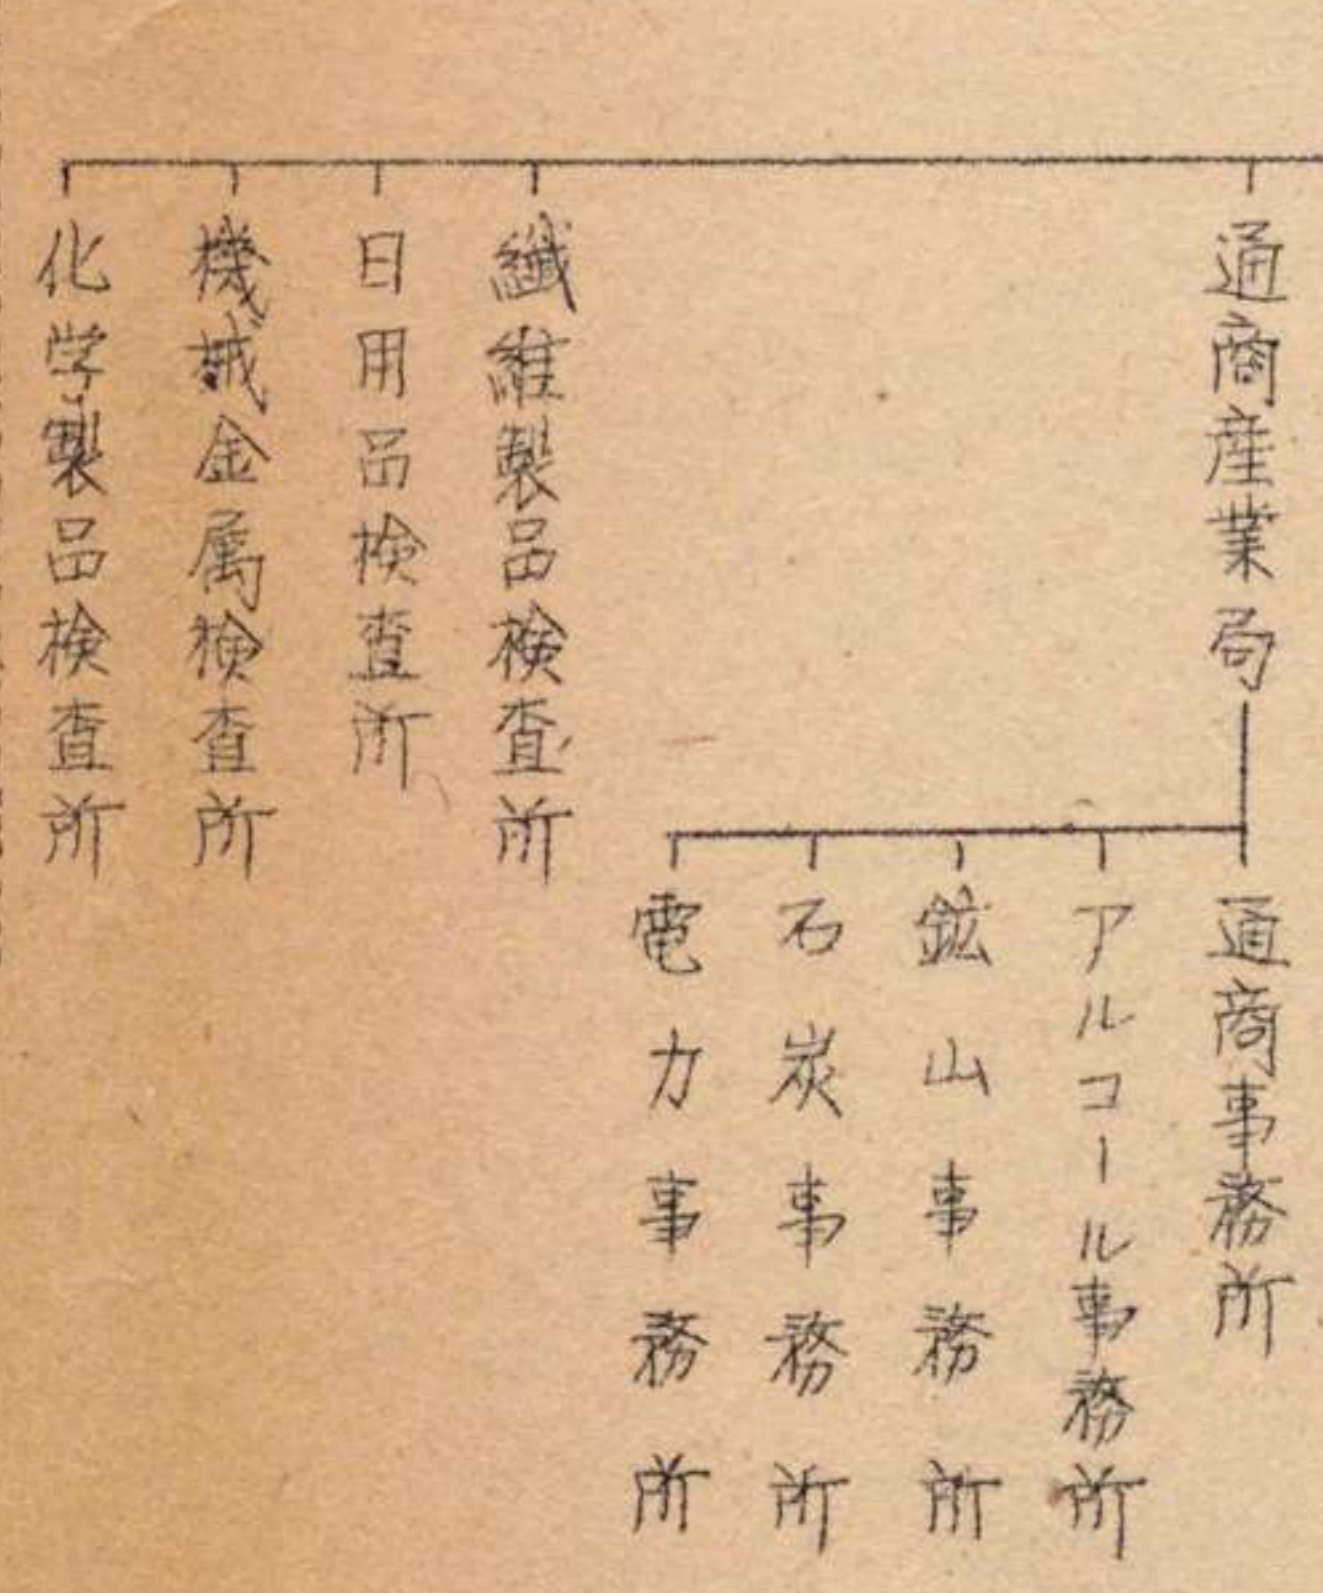 通商産業局
通商事務所
アルコール事務所
鉱山事務所
石炭事務所
電力事務所
繊維製品検査所
日用品検査所
機械金属検査所
化学製品検査所